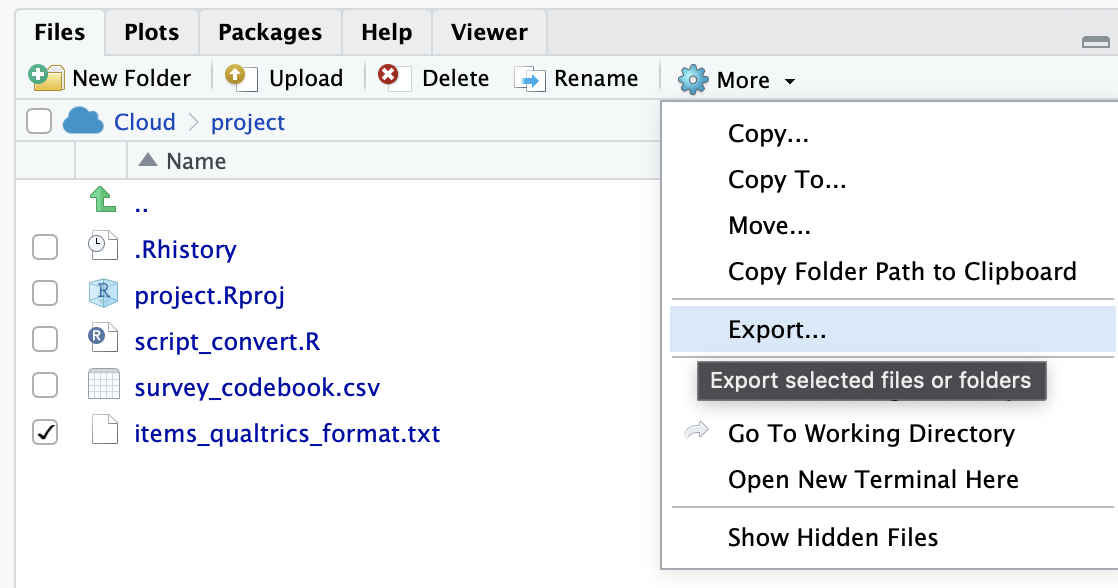 Files Plots Packages Help Viewer
New Folder Upload Delete Rename More
Cloud project
Name
..
.Rhistory
project.Rproj
script_convert.R
survey_codebook.csv
items_qualtrics_format.txt
Copy...
Copy To...
Move...
Copy Folder Path to Clipboard
Export...
Export selected files or folders
Go To Working Directory
Open New Terminal Here
Show Hidden Files